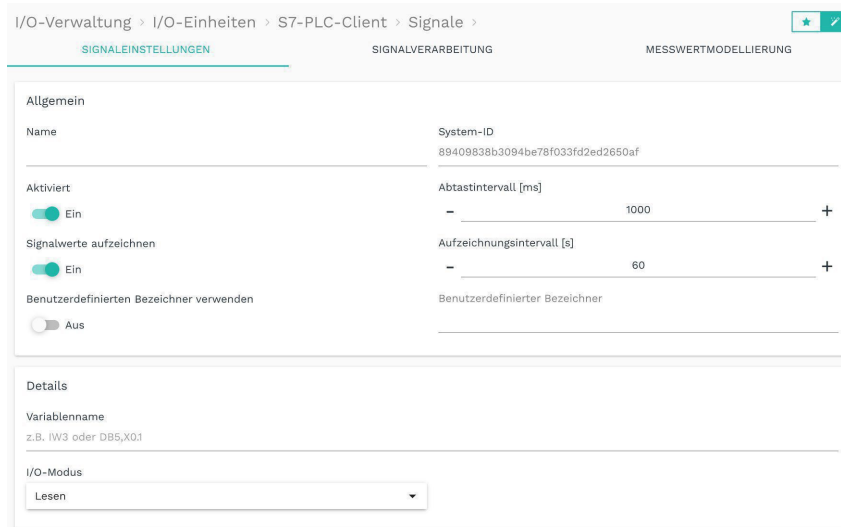 I/O-Verwaltung > I/O-Einheiten > S7-PLC-Client > Signale >
SIGNALEINSTELLUNGEN SIGNALVERARBEITUNG MESSWERTMODELLIERUNG
Allgemein
Name System-ID
89409838b3094be78f033fd2ed2650af
Aktiviert Abtastintervall [ms]
Ein - 1000 +
Signalwerte aufzeichnen Aufzeichnungsintervall [s]
Ein - 60 +
Benutzerdefinierten Bezeichner verwenden Benutzerdefinierter Bezeichner
Aus
Details
Variablenname
z.B. IW3 oder DB5,X0.1
I/O-Modus
Lesen